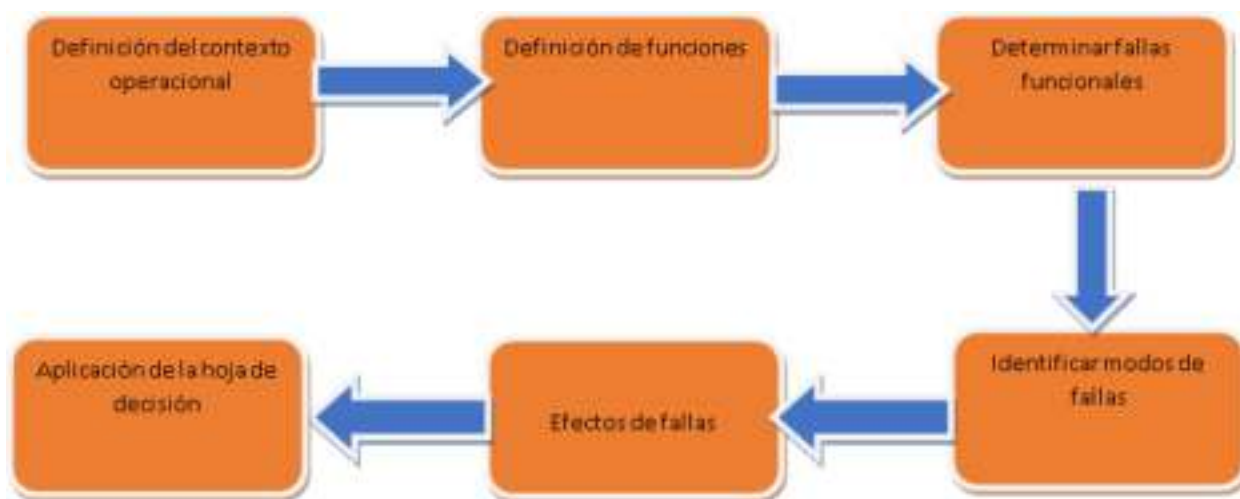 Definición del contexto
operacional
Definición de funciones
Determinar fallas
funcionales
Identificar modos de
fallas
Efectos de fallas
Aplicación de la hoja de
decisión